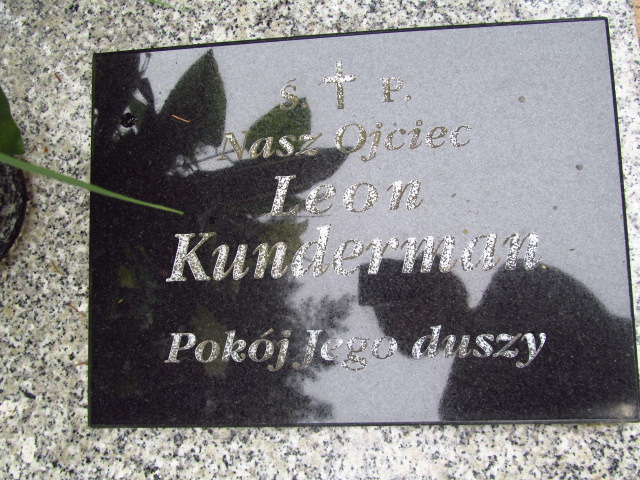 Ś † P.
Nasz Ojciec
Leon
Kunderman
Pokój Jego duszy